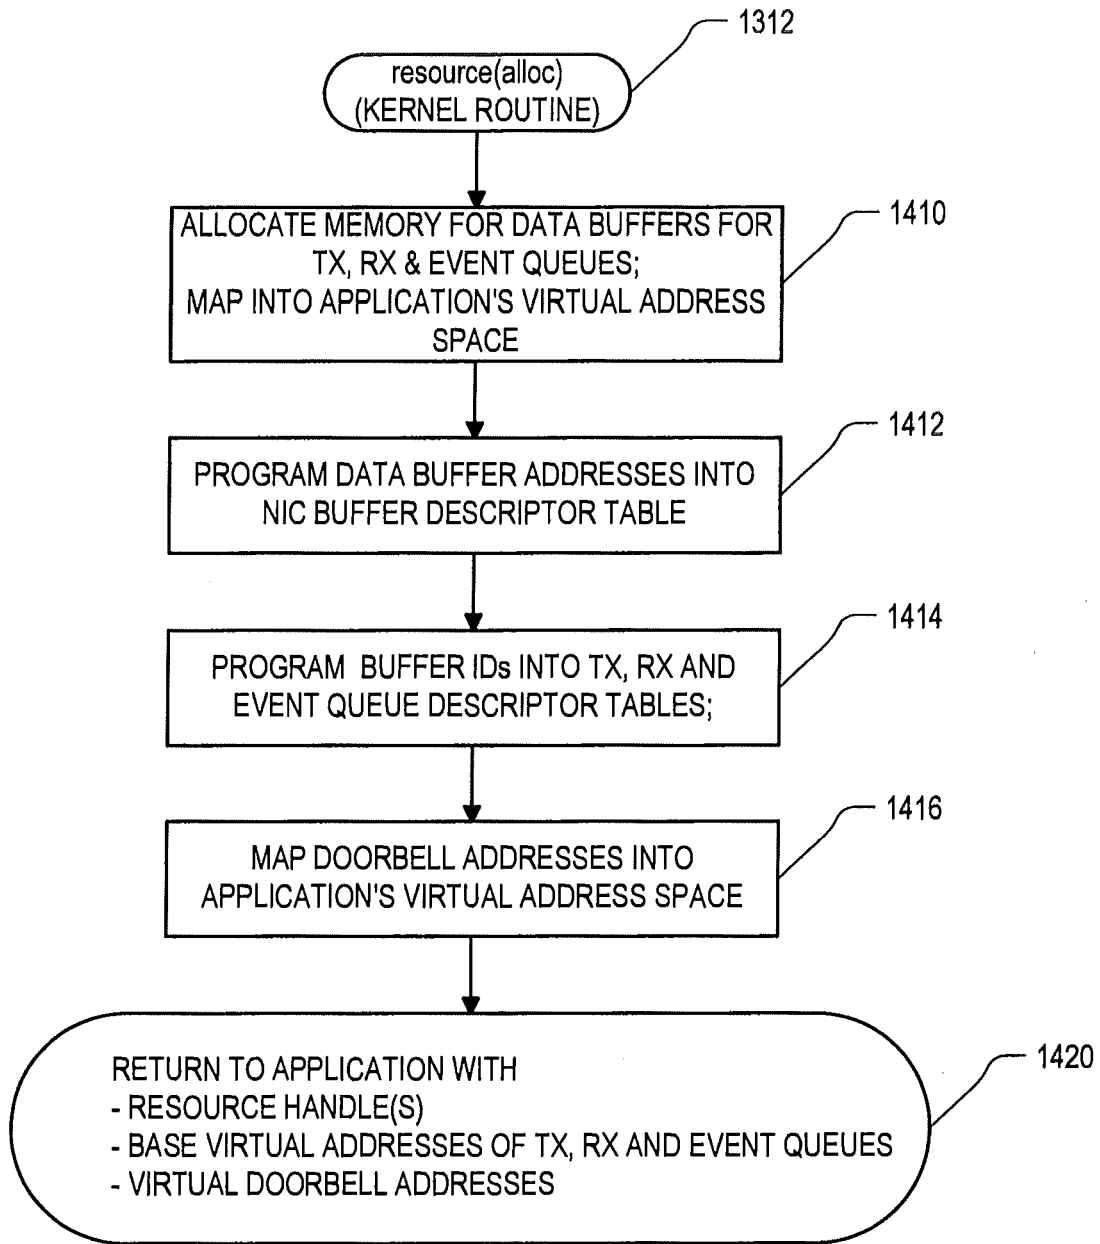 1312
resource(alloc)
(KERNEL ROUTINE)
1410
ALLOCATE MEMORY FOR DATA BUFFERS FOR
TX, RX & EVENT QUEUES;
MAP INTO APPLICATION'S VIRTUAL ADDRESS
SPACE
1412
PROGRAM DATA BUFFER ADDRESSES INTO
NIC BUFFER DESCRIPTOR TABLE
1414
PROGRAM BUFFER IDs INTO TX, RX AND
EVENT QUEUE DESCRIPTOR TABLES;
1416
MAP DOORBELL ADDRESSES INTO
APPLICATION'S VIRTUAL ADDRESS SPACE
1420
RETURN TO APPLICATION WITH
- RESOURCE HANDLE(S)
- BASE VIRTUAL ADDRESSES OF TX, RX AND EVENT QUEUES
- VIRTUAL DOORBELL ADDRESSES